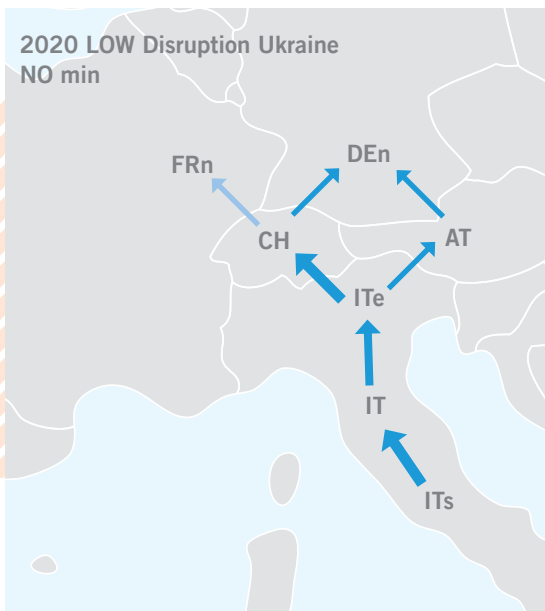 2020 LOW Disruption Ukraine
NO min
FRn
DEn
CH
AT
ITe
IT
ITs